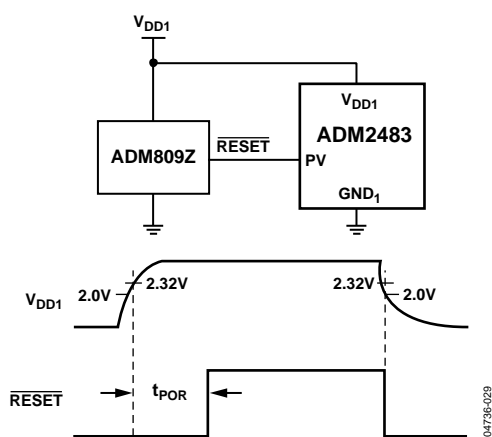 VDD1
VDD1
ADM2483
ADM809Z
RESET
PV
GND1
2.32V
2.32V
2.0V
2.0V
VDD1
RESET
tPOR
04736-029